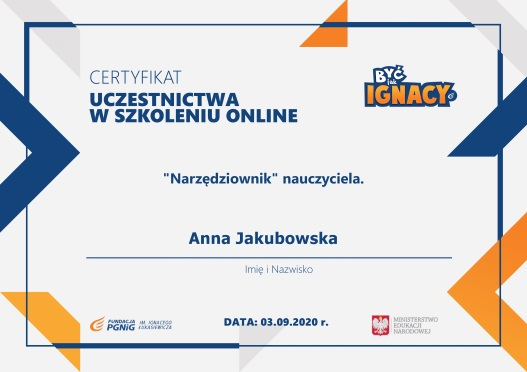 CERTYFIKAT
UCZESTNICTWA
W SZKOLENIU ONLINE
BYĆ
JAK
IGNACY
"Narzędziownik" nauczyciela.
Anna Jakubowska
Imię i Nazwisko
FUNDACJA
PGNiG
IM. IGNACEGO
ŁUKASIEWICZA
DATA: 03.09.2020 r.
MINISTERSTWO
EDUKACJI
NARODOWEJ